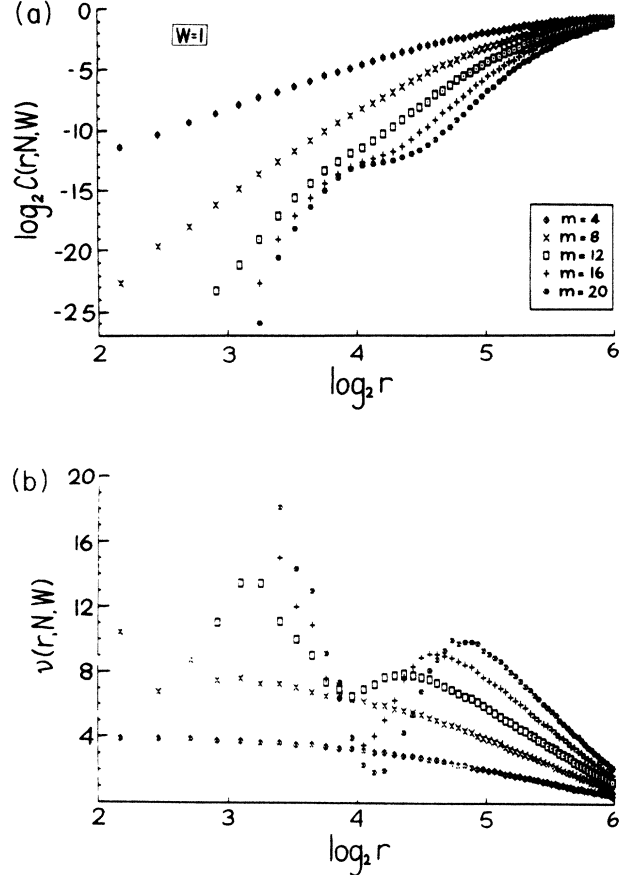 (a)
W=1
0
-5
-10
-15
-20
-25
log₂ C(r,N,W)
m = 4
m = 8
m = 12
m = 16
m = 20
2 3 4 5 6
log₂ r
(b)
20
16
12
8
4
ν(r,N,W)
2 3 4 5 6
log₂ r